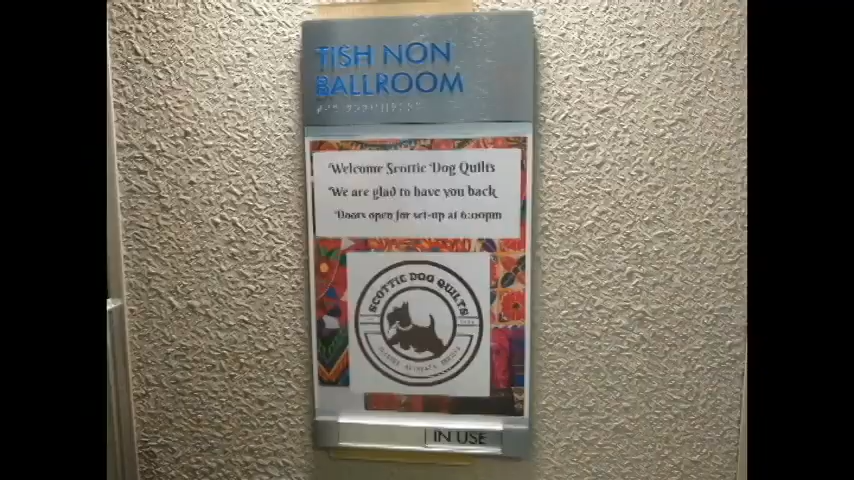 TISH NON
BALLROOM
Welcome Scottie Dog Quilts
We are glad to have you back
Doors open for set-up at 6:00pm
SCOTTIE DOG QUILTS
IN USE